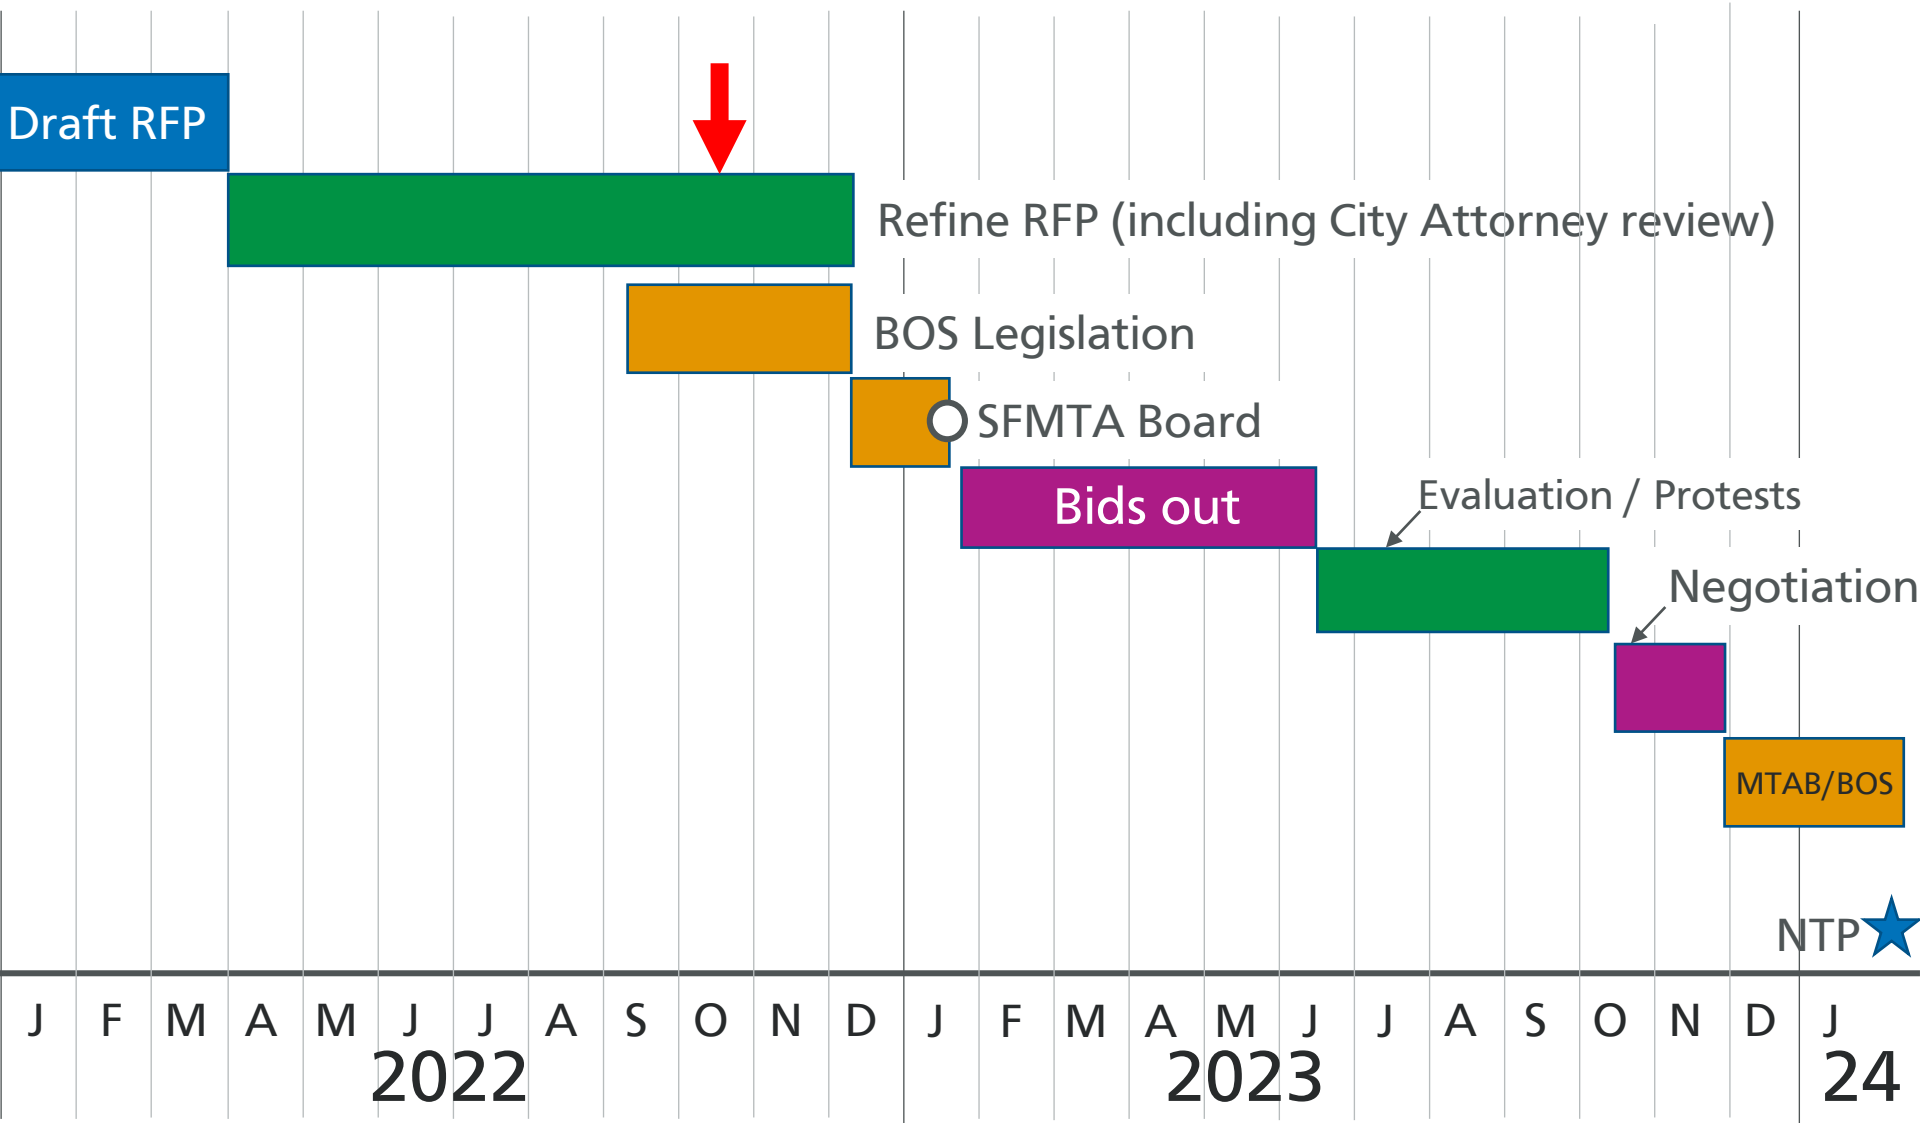 Draft RFP
Refine RFP (including City Attorney review)
BOS Legislation
SFMTA Board
Bids out
Evaluation / Protests
Negotiation
MTAB/BOS
NTP
J F M A M J J A S O N D J F M A M J J A S O N D J
2022 2023 24